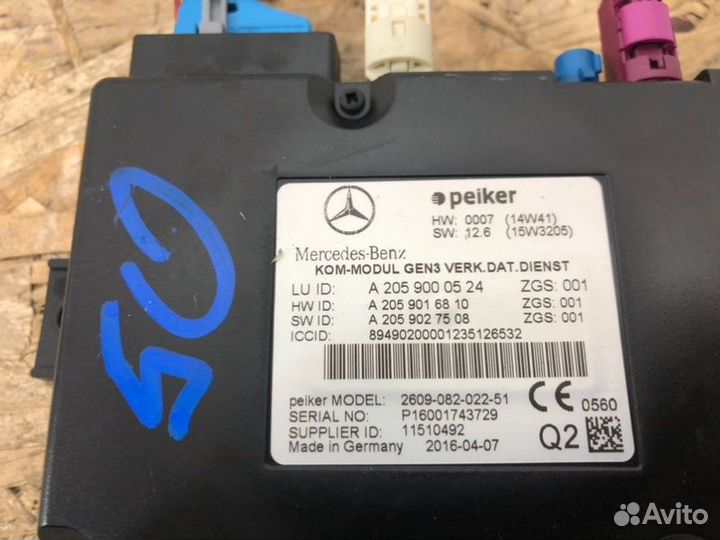 50
peiker
HW: 0007 (14W41)
SW: 12.6 (15W3205)
Mercedes-Benz
KOM-MODUL GEN3 VERK.DAT.DIENST
LU ID: A 205 900 05 24 ZGS: 001
HW ID: A 205 901 68 10 ZGS: 001
SW ID: A 205 902 75 08 ZGS: 001
ICCID: 89490200001235126532
peiker MODEL: 2609-082-022-51
SERIAL NO: P16001743729
SUPPLIER ID: 11510492
Made in Germany 2016-04-07
CE 0560
Q2
Avito